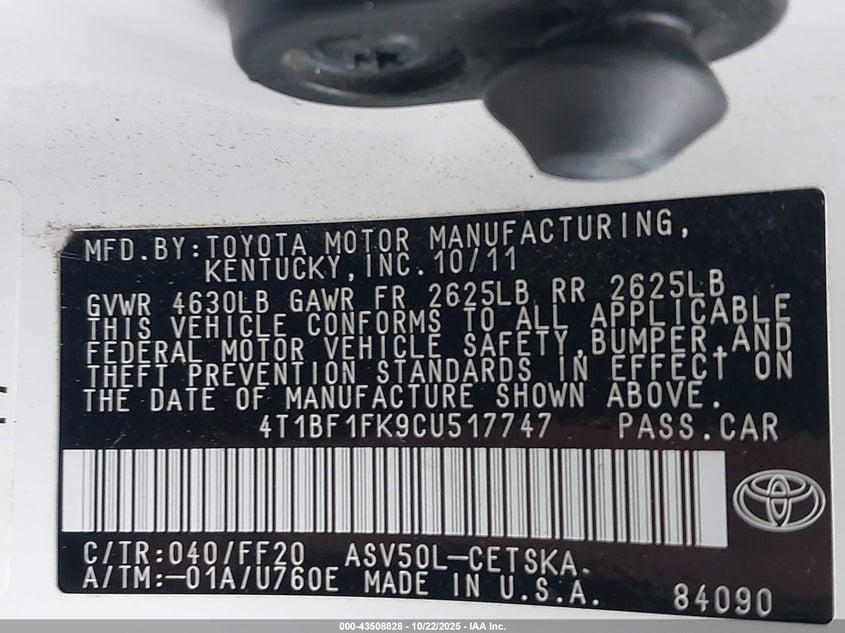 MFD.BY:TOYOTA MOTOR MANUFACTURING,
KENTUCKY,INC.10/11
GVWR 4630LB GAWR FR 2625LB RR 2625LB
THIS VEHICLE CONFORMS TO ALL APPLICABLE
FEDERAL MOTOR VEHICLE SAFETY,BUMPER,AND
THEFT PREVENTION STANDARDS IN EFFECT ON
THE DATE OF MANUFACTURE SHOWN ABOVE.
4T1BF1FK9CU517747 PASS.CAR
C/TR:040/FF20 ASV50L-CETSKA
A/TM:-01A/U760E MADE IN U.S.A. 84090
000-43508828 - 10/22/2025 - IAA Inc.